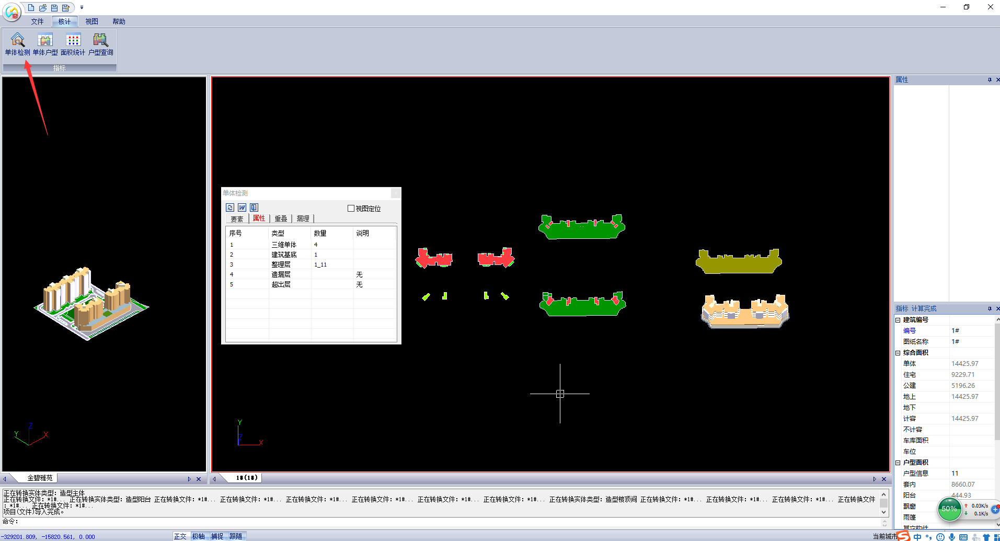 文件 核计 视图 帮助
单体检测 单体户型 面积统计 户型查询
指标
属性
单体检测
视图定位
要素 属性 重叠 漏理
序号 类型 数量 说明
1 三维单体 4
2 建筑基底 1
3 整理层 1_11
4 遗漏层 无
5 超出层 无
Y Z X
Y Z X
指标 计算完成
建筑编号
编号 1#
图纸名称 1#
综合面积
单体 14425.97
住宅 9229.71
公建 5196.26
地上 14425.97
地下
计容 14425.97
不计容
车库面积
车位
户型面积
户型信息 11
套内 8660.07
阳台 444.93
飘窗
雨篷
其它构件
50% 0.03K/s
0.1K/s
金碧雅苑
1#(1#)
正在转换实体类型: 造型主体
正在转换文件: *1#... 正在转换实体类型: 造型阳台 正在转换文件: *1#... 正在转换文件: *1#... 正在转换文件: *1#... 正在转换文件: *1#... 正在转换文件: *1#... 正在转换文件: *1#... 正在转换实体类型: 造型楼顶间 正在转换文件: *1#... 正在转换文件: *1#... 正在转换文件: *1#... 正在转换文件
: *1#... 正在转换文件: *1#...
项目(文件)导入完成。
命令:
-329201.809, -15820.561, 0.000 正交 极轴 捕捉 跟随 当前城市 中